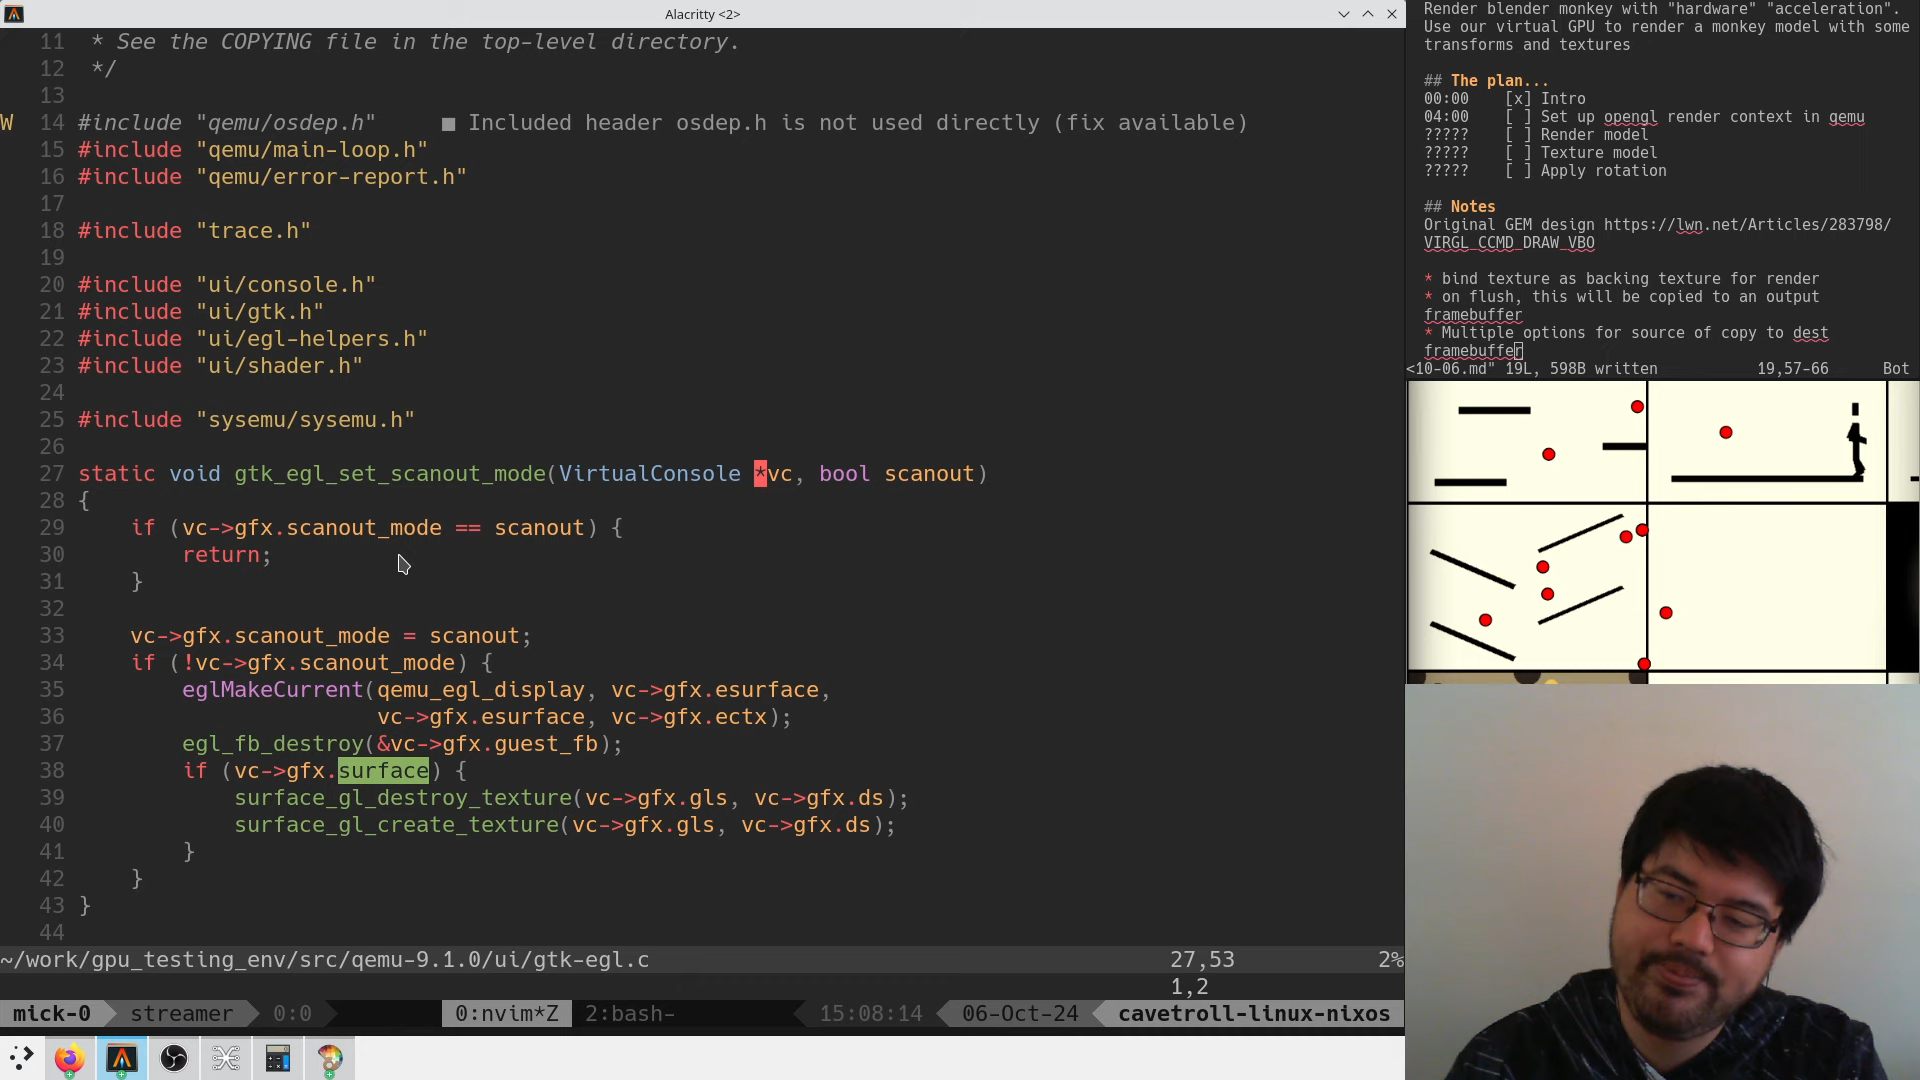 Alacritty <2>
11  * See the COPYING file in the top-level directory.
12  */
13
W 14 #include "qemu/osdep.h"     ■ Included header osdep.h is not used directly (fix available)
15 #include "qemu/main-loop.h"
16 #include "qemu/error-report.h"
17
18 #include "trace.h"
19
20 #include "ui/console.h"
21 #include "ui/gtk.h"
22 #include "ui/egl-helpers.h"
23 #include "ui/shader.h"
24
25 #include "sysemu/sysemu.h"
26
27 static void gtk_egl_set_scanout_mode(VirtualConsole *vc, bool scanout)
28 {
29     if (vc->gfx.scanout_mode == scanout) {
30         return;
31     }
32
33     vc->gfx.scanout_mode = scanout;
34     if (!vc->gfx.scanout_mode) {
35         eglMakeCurrent(qemu_egl_display, vc->gfx.esurface,
36                        vc->gfx.esurface, vc->gfx.ectx);
37         egl_fb_destroy(&vc->gfx.guest_fb);
38         if (vc->gfx.surface) {
39             surface_gl_destroy_texture(vc->gfx.gls, vc->gfx.ds);
40             surface_gl_create_texture(vc->gfx.gls, vc->gfx.ds);
41         }
42     }
43 }
44
~/work/gpu_testing_env/src/qemu-9.1.0/ui/gtk-egl.c 27,53 2%
1,2
mick-0 streamer 0:0 0:nvim*Z 2:bash- 15:08:14 06-Oct-24 cavetroll-linux-nixos
Render blender monkey with "hardware" "acceleration".
Use our virtual GPU to render a monkey model with some
transforms and textures
## The plan...
00:00 [x] Intro
04:00 [ ] Set up opengl render context in qemu
????? [ ] Render model
????? [ ] Texture model
????? [ ] Apply rotation
## Notes
Original GEM design https://lwn.net/Articles/283798/
VIRGL_CCMD_DRAW_VBO
* bind texture as backing texture for render
* on flush, this will be copied to an output
framebuffer
* Multiple options for source of copy to dest
framebuffer
<10-06.md" 19L, 598B written 19,57-66 Bot